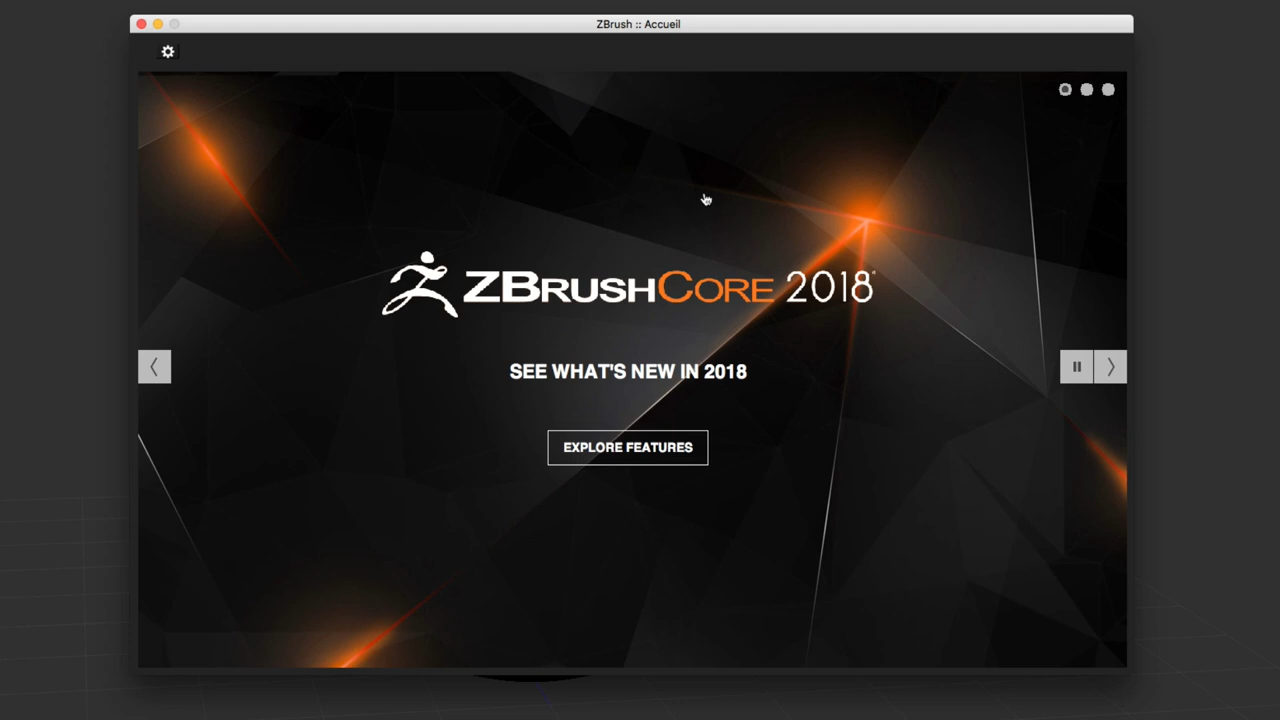 ZBrush :: Accueil
ZBRUSHCORE 2018
SEE WHAT'S NEW IN 2018
EXPLORE FEATURES